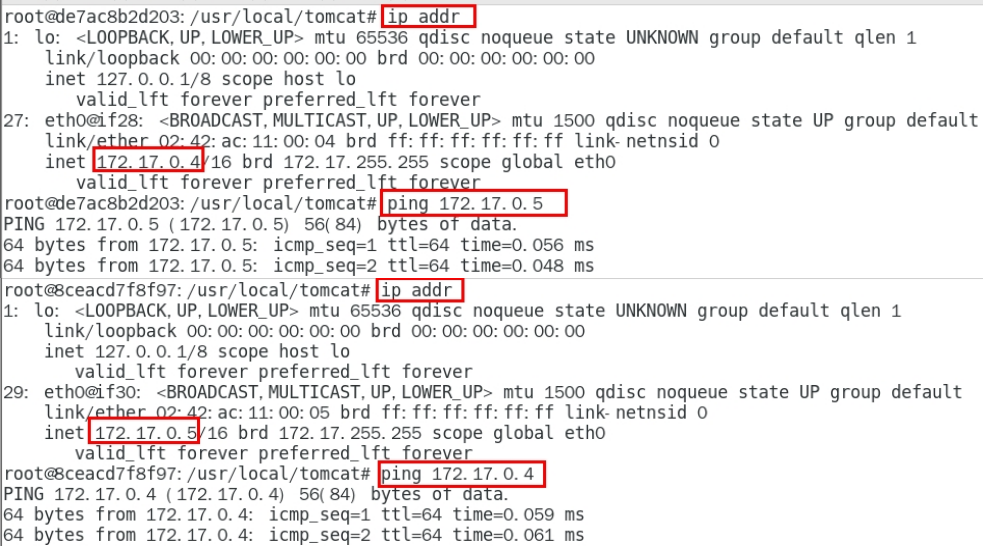 root@de7ac8b2d203:/usr/local/tomcat# ip addr
1: lo: <LOOPBACK,UP,LOWER_UP> mtu 65536 qdisc noqueue state UNKNOWN group default qlen 1
link/loopback 00:00:00:00:00:00 brd 00:00:00:00:00:00
inet 127.0.0.1/8 scope host lo
valid_lft forever preferred_lft forever
27: eth0@if28: <BROADCAST,MULTICAST,UP,LOWER_UP> mtu 1500 qdisc noqueue state UP group default
link/ether 02:42:ac:11:00:04 brd ff:ff:ff:ff:ff:ff link-netnsid 0
inet 172.17.0.4/16 brd 172.17.255.255 scope global eth0
valid_lft forever preferred_lft forever
root@de7ac8b2d203:/usr/local/tomcat# ping 172.17.0.5
PING 172.17.0.5 (172.17.0.5) 56(84) bytes of data.
64 bytes from 172.17.0.5: icmp_seq=1 ttl=64 time=0.056 ms
64 bytes from 172.17.0.5: icmp_seq=2 ttl=64 time=0.048 ms
root@8ceacd7f8f97:/usr/local/tomcat# ip addr
1: lo: <LOOPBACK,UP,LOWER_UP> mtu 65536 qdisc noqueue state UNKNOWN group default qlen 1
link/loopback 00:00:00:00:00:00 brd 00:00:00:00:00:00
inet 127.0.0.1/8 scope host lo
valid_lft forever preferred_lft forever
29: eth0@if30: <BROADCAST,MULTICAST,UP,LOWER_UP> mtu 1500 qdisc noqueue state UP group default
link/ether 02:42:ac:11:00:05 brd ff:ff:ff:ff:ff:ff link-netnsid 0
inet 172.17.0.5/16 brd 172.17.255.255 scope global eth0
valid_lft forever preferred_lft forever
root@8ceacd7f8f97:/usr/local/tomcat# ping 172.17.0.4
PING 172.17.0.4 (172.17.0.4) 56(84) bytes of data.
64 bytes from 172.17.0.4: icmp_seq=1 ttl=64 time=0.059 ms
64 bytes from 172.17.0.4: icmp_seq=2 ttl=64 time=0.061 ms